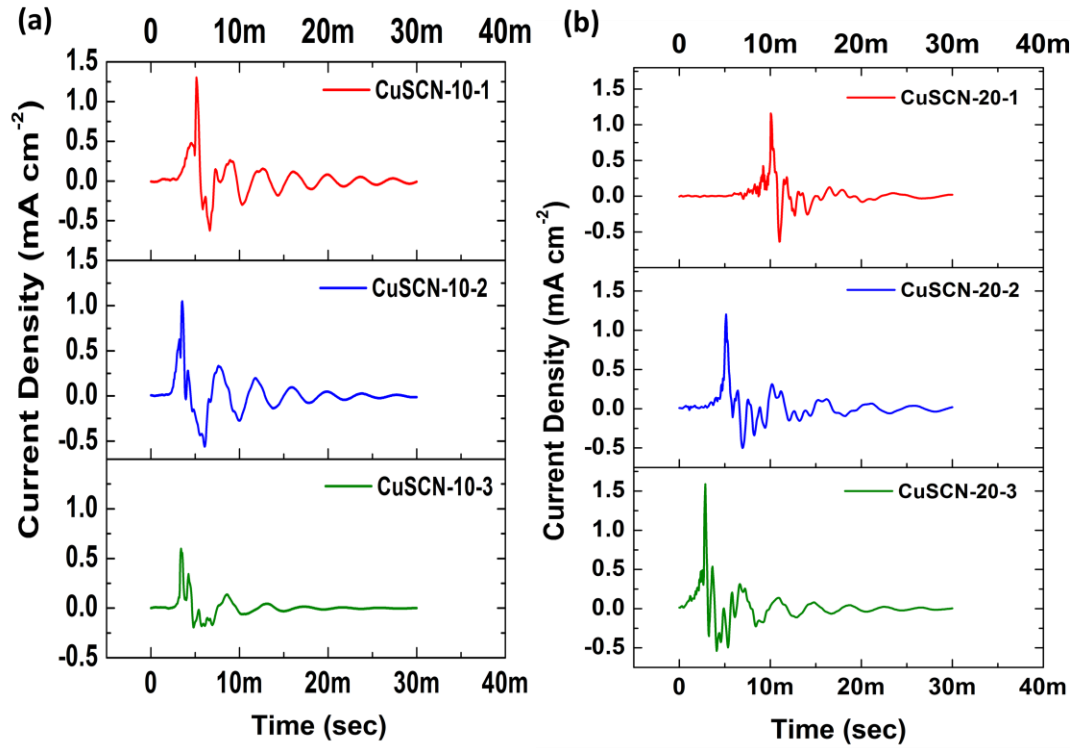 (a)
0 10m 20m 30m 40m
Current Density (mA cm⁻²)
1.5
1.0
0.5
0.0
-0.5
CuSCN-10-1
1.5
1.0
0.5
0.0
-0.5
CuSCN-10-2
1.0
0.5
0.0
-0.5
CuSCN-10-3
0 10m 20m 30m 40m
Time (sec)
(b)
0 10m 20m 30m 40m
Current Density (mA cm⁻²)
1.5
1.0
0.5
0.0
-0.5
CuSCN-20-1
1.5
1.0
0.5
0.0
-0.5
CuSCN-20-2
1.5
1.0
0.5
0.0
-0.5
CuSCN-20-3
0 10m 20m 30m 40m
Time (sec)